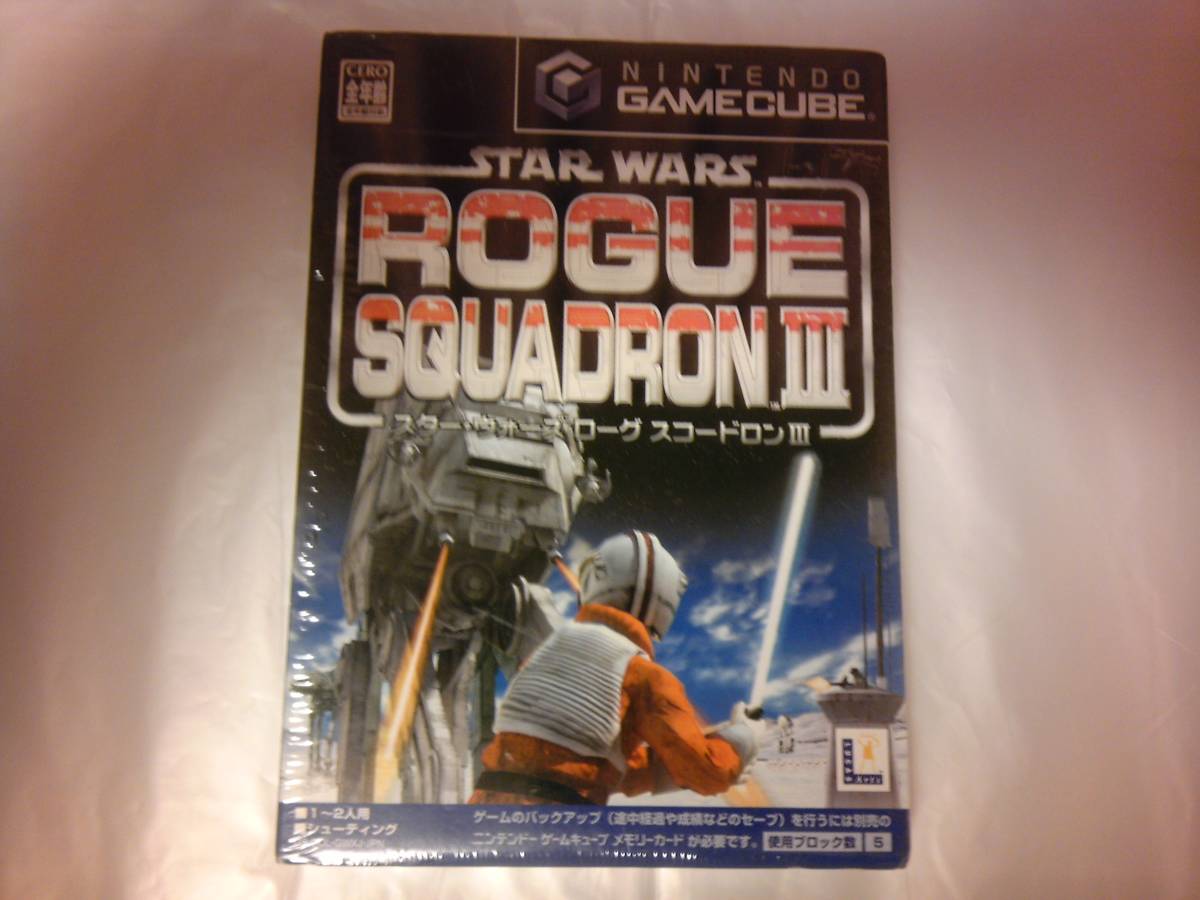 CERO
全年齢
NINTENDO
GAMECUBE
STAR WARS
ROGUE
SQUADRON III
スター・ウォーズ ローグ スコードロンIII
LUCAS
ARTS
1〜2人用
シューティング
ゲームのバックアップ（途中経過や成績などのセーブ）を行うには別売の
ニンテンドーゲームキューブ メモリーカードが必要です。 使用ブロック数 5